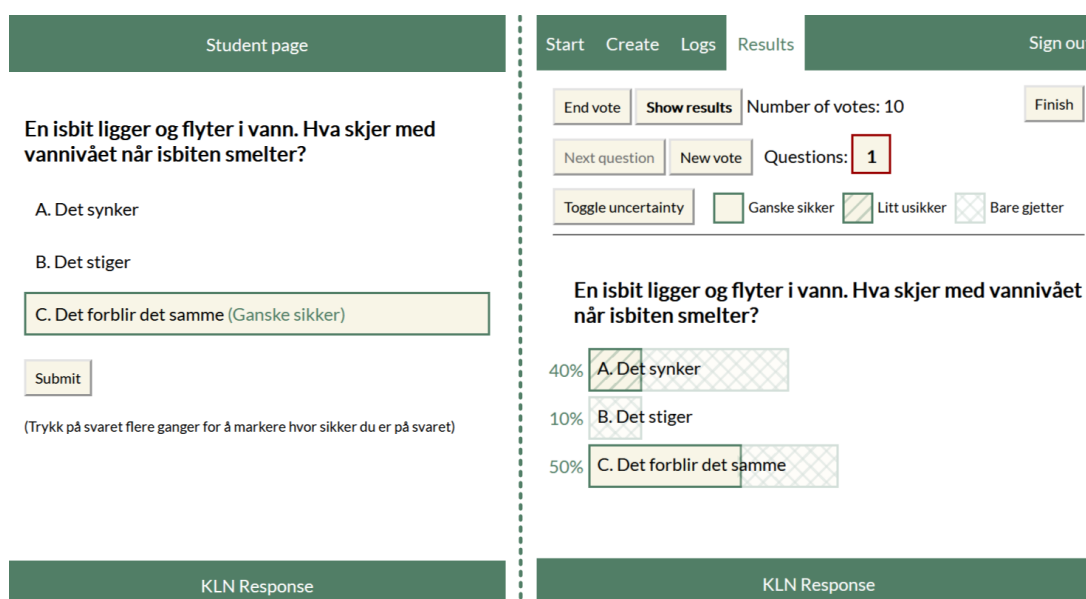 Student page
En isbit ligger og flyter i vann. Hva skjer med
vannivået når isbiten smelter?
A. Det synker
B. Det stiger
C. Det forblir det samme (Ganske sikker)
Submit
(Trykk på svaret flere ganger for å markere hvor sikker du er på svaret)
KLN Response
Start Create Logs Results Sign ou
End vote Show results Number of votes: 10 Finish
Next question New vote Questions: 1
Toggle uncertainty Ganske sikker Litt usikker Bare gjetter
En isbit ligger og flyter i vann. Hva skjer med vannivået
når isbiten smelter?
40% A. Det synker
10% B. Det stiger
50% C. Det forblir det samme
KLN Response